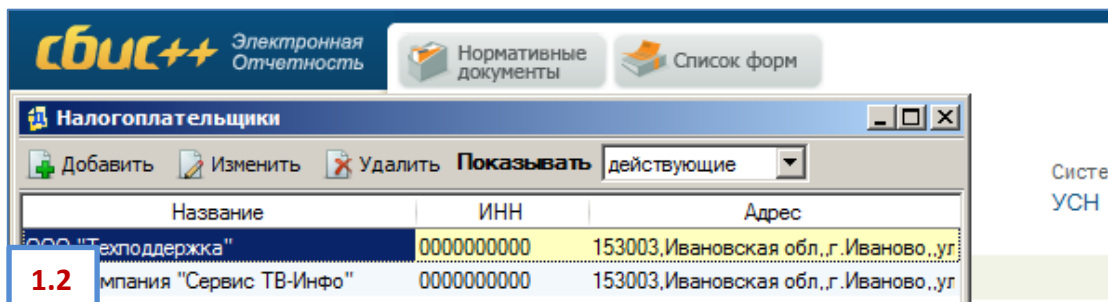 сбис++ Электронная Отчетность
Нормативные документы
Список форм
Налогоплательщики
Добавить Изменить Удалить Показывать действующие
Систе
УСН
Название ИНН Адрес
ООО "Техподдержка" 0000000000 153003,Ивановская обл,,г.Иваново,,ул
1.2
мпания "Сервис ТВ-Инфо" 0000000000 153003,Ивановская обл,,г.Иваново,,ул